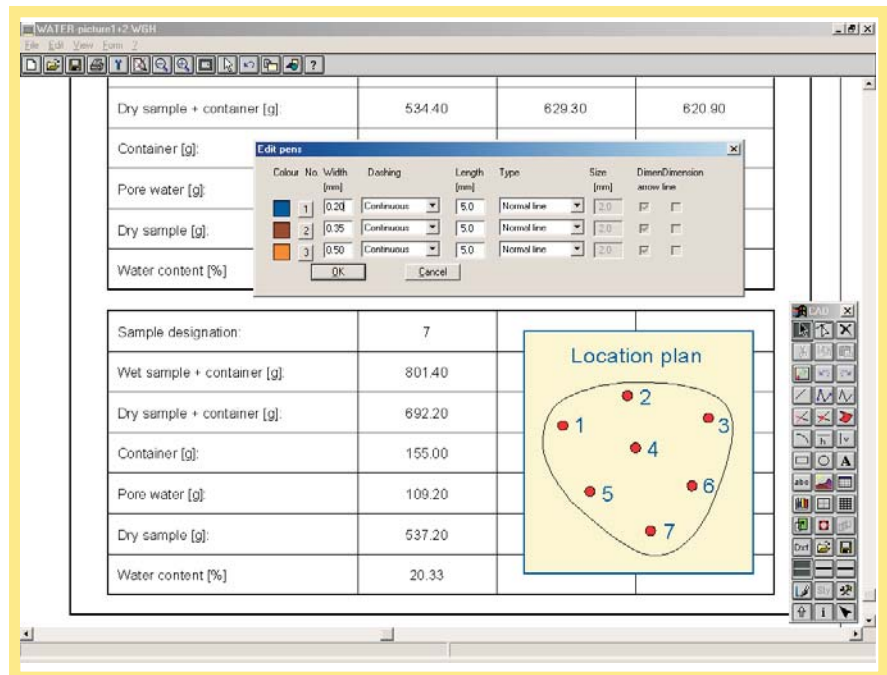 WATER-picture1+2.WGH
File Edit View Form ?
Dry sample + container [g]: 534.40 629.30 620.90
Container [g]:
Pore water [g]:
Dry sample [g]:
Water content [%]
Edit pens
Colour No. Width Dashing Length Type Size Dimen Dimension
[mm] [mm] [mm] arrow line
1 0.20 Continuous 5.0 Normal line 2.0
2 0.35 Continuous 5.0 Normal line 2.0
3 0.50 Continuous 5.0 Normal line 2.0
OK Cancel
Sample designation: 7
Wet sample + container [g]: 801.40
Dry sample + container [g]: 692.20
Container [g]: 155.00
Pore water [g]: 109.20
Dry sample [g]: 537.20
Water content [%] 20.33
Location plan
2
1
3
4
5
6
7
CAD
h v
A
abc
i